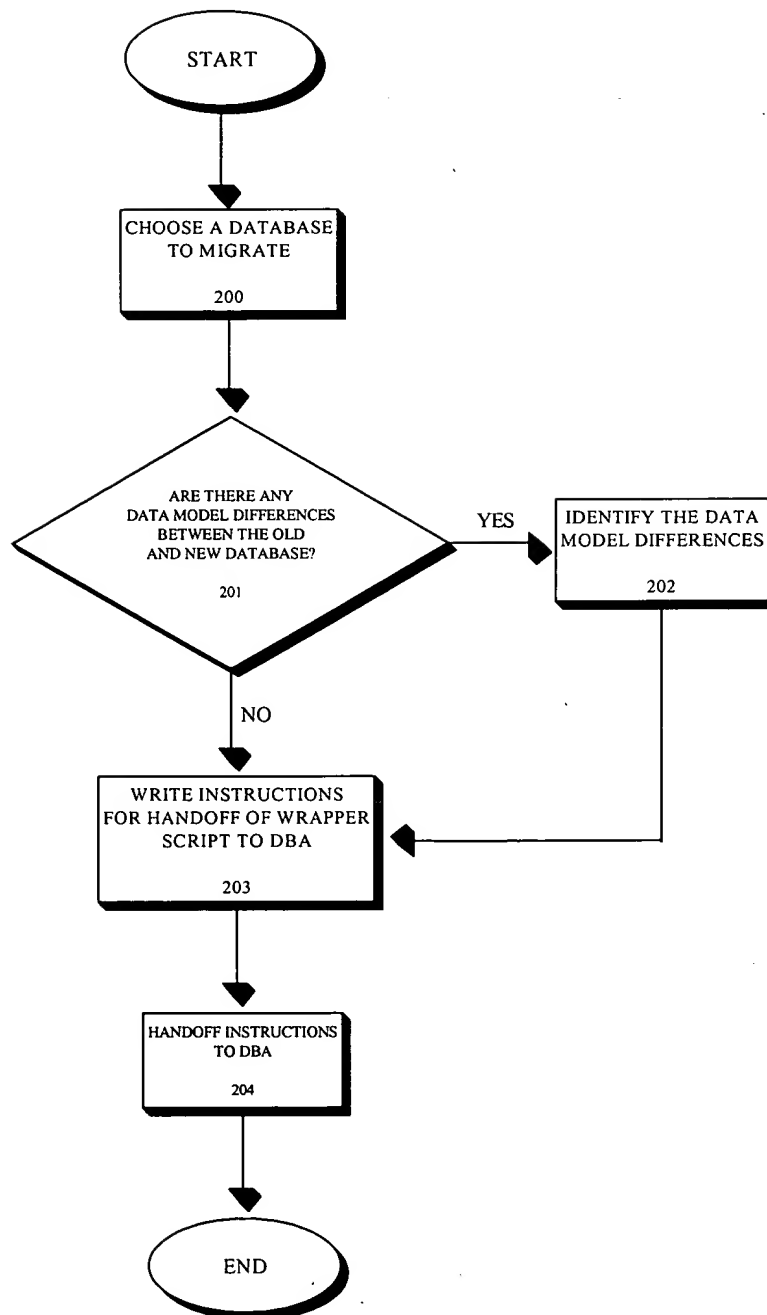 START
CHOOSE A DATABASE
TO MIGRATE
200
ARE THERE ANY
DATA MODEL DIFFERENCES
BETWEEN THE OLD
AND NEW DATABASE?
201
YES
IDENTIFY THE DATA
MODEL DIFFERENCES
202
NO
WRITE INSTRUCTIONS
FOR HANDOFF OF WRAPPER
SCRIPT TO DBA
203
HANDOFF INSTRUCTIONS
TO DBA
204
END